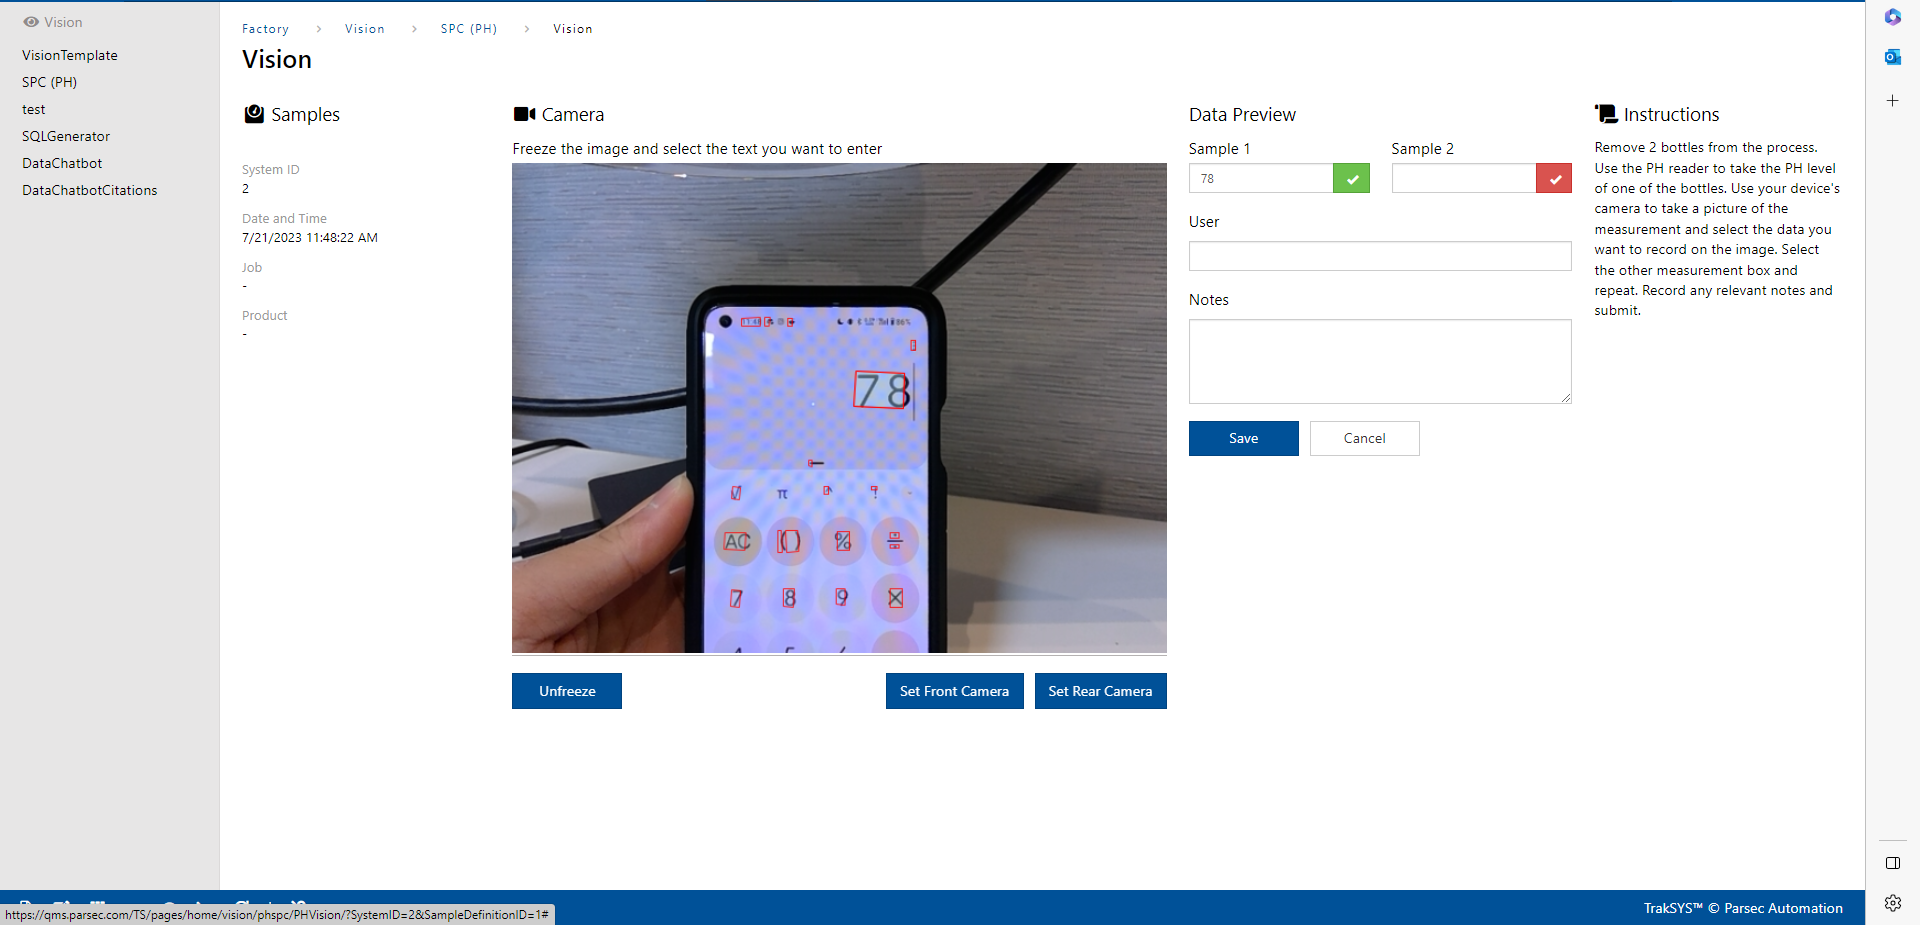 Vision
VisionTemplate
SPC (PH)
test
SQLGenerator
DataChatbot
DataChatbotCitations
Factory > Vision > SPC (PH) > Vision
Vision
Samples
System ID
2
Date and Time
7/21/2023 11:48:22 AM
Job
-
Product
-
Camera
Freeze the image and select the text you want to enter
11:48
86%
78
√ π ^ !
AC ( ) % ÷
7 8 9 ×
Unfreeze
Set Front Camera
Set Rear Camera
Data Preview
Sample 1
78
Sample 2
User
Notes
Save
Cancel
Instructions
Remove 2 bottles from the process.
Use the PH reader to take the PH level
of one of the bottles. Use your device's
camera to take a picture of the
measurement and select the data you
want to record on the image. Select
the other measurement box and
repeat. Record any relevant notes and
submit.
https://qms.parsec.com/TS/pages/home/vision/phspc/PHVision/?SystemID=2&SampleDefinitionID=1#
TrakSYS™ © Parsec Automation